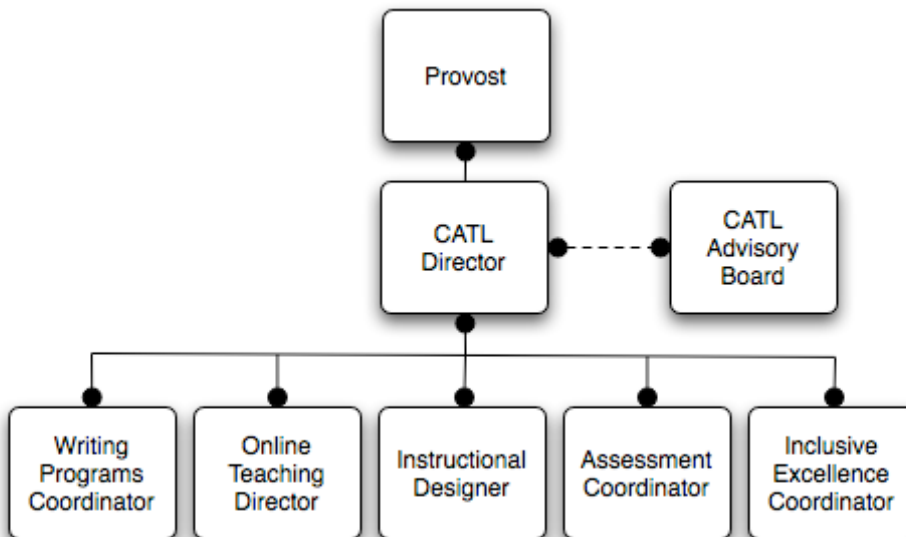 Provost
CATL
Director
CATL
Advisory
Board
Writing
Programs
Coordinator
Online
Teaching
Director
Instructional
Designer
Assessment
Coordinator
Inclusive
Excellence
Coordinator